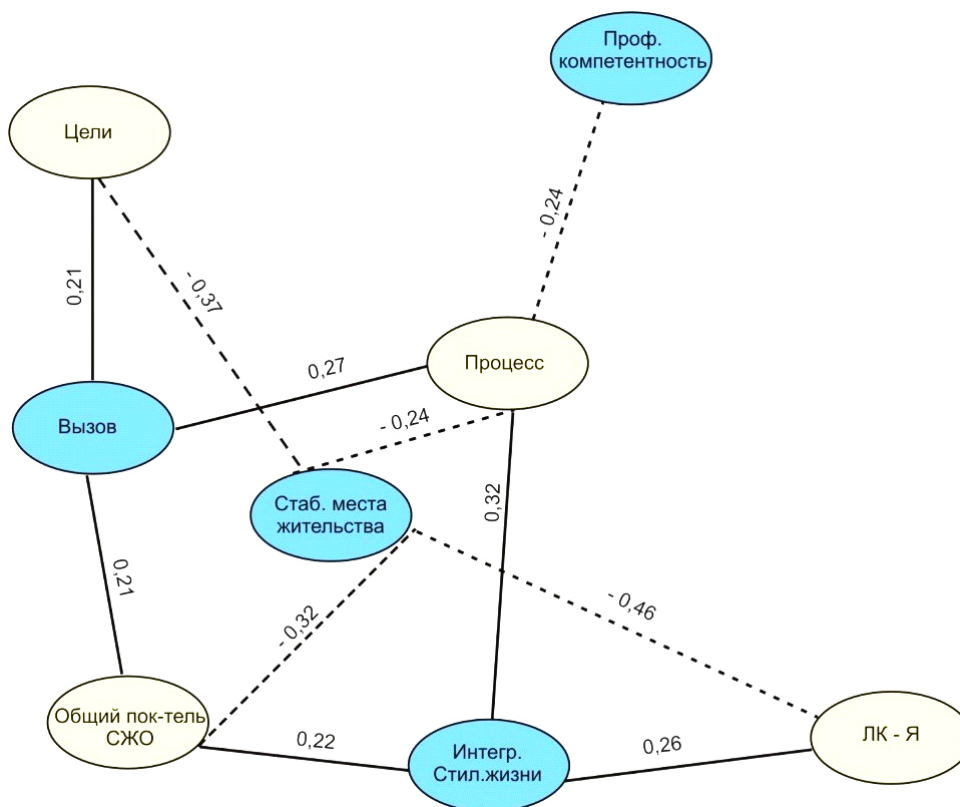 Проф.
компетентность
Цели
- 0,24
0,21
- 0,37
Процесс
0,27
Вызов
- 0,24
Стаб. места
жительства
0,32
0,21
- 0,46
- 0,32
Общий пок-тель
СЖО
0,22
Интегр.
Стил.жизни
0,26
ЛК - Я